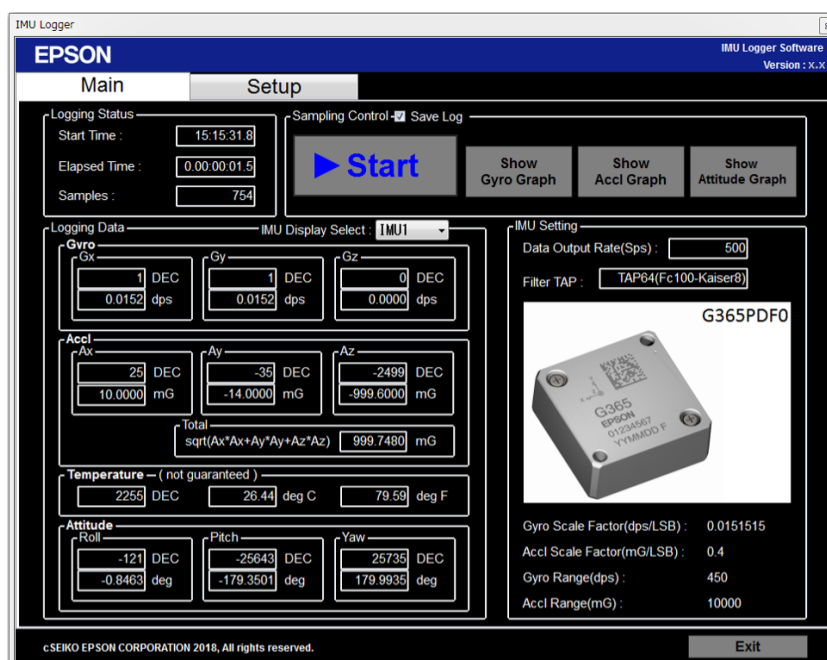 IMU Logger
EPSON
IMU Logger Software
Version : x.x
Main
Setup
Logging Status
Start Time :
15:15:31.8
Elapsed Time :
0.00:00:01.5
Samples :
754
Sampling Control
Save Log
Start
Show
Gyro Graph
Show
Accl Graph
Show
Attitude Graph
Logging Data
IMU Display Select : IMU1
Gyro
Gx
1 DEC
0.0152 dps
Gy
1 DEC
0.0152 dps
Gz
0 DEC
0.0000 dps
Accl
Ax
25 DEC
10.0000 mG
Ay
-35 DEC
-14.0000 mG
Az
-2499 DEC
-999.6000 mG
Total
sqrt(Ax*Ax+Ay*Ay+Az*Az) 999.7480 mG
Temperature – ( not guaranteed )
2255 DEC 26.44 deg C 79.59 deg F
Attitude
Roll
-121 DEC
-0.8463 deg
Pitch
-25643 DEC
-179.3501 deg
Yaw
25735 DEC
179.9935 deg
IMU Setting
Data Output Rate(Sps) : 500
Filter TAP : TAP64(Fc100-Kaiser8)
G365PDF0
G365
EPSON
01234567
YYMMDD F
Gyro Scale Factor(dps/LSB) : 0.0151515
Accl Scale Factor(mG/LSB) : 0.4
Gyro Range(dps) : 450
Accl Range(mG) : 10000
cSEIKO EPSON CORPORATION 2018, All rights reserved.
Exit